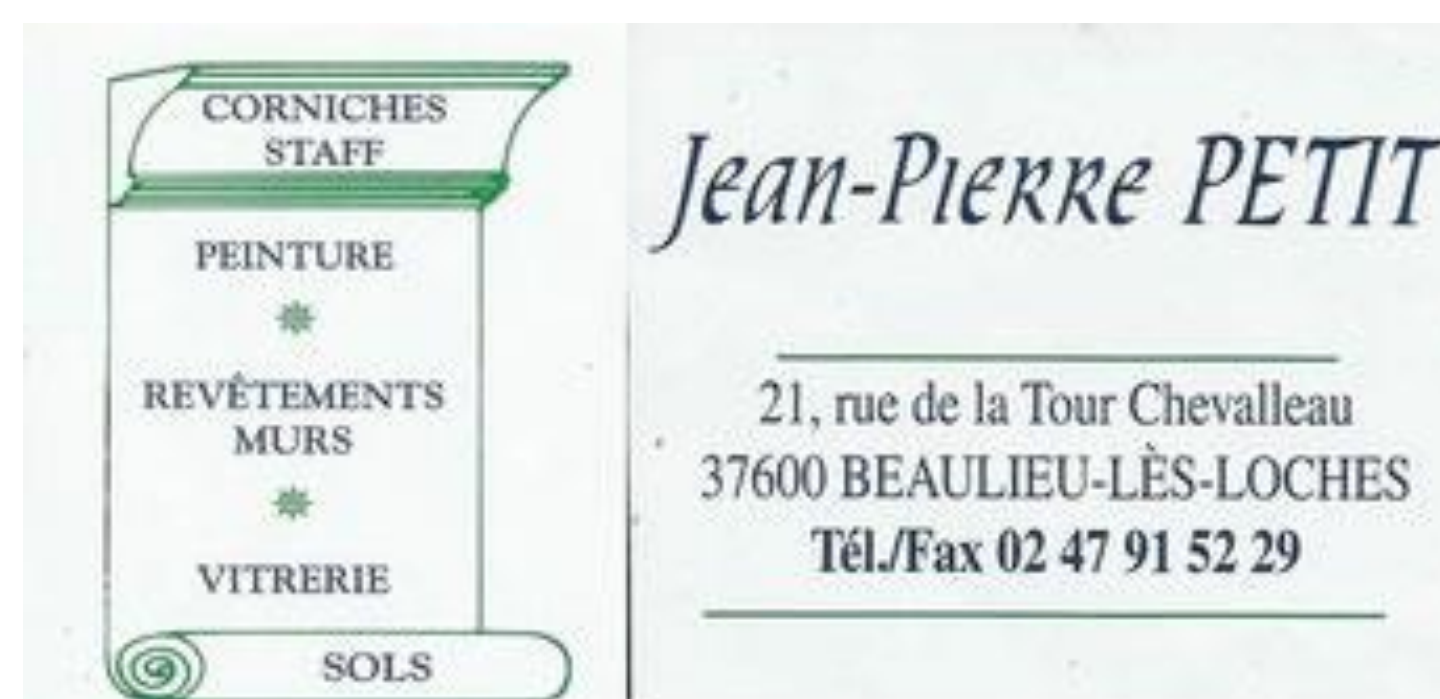 CORNICHES
STAFF
PEINTURE
REVÊTEMENTS
MURS
VITRERIE
SOLS
Jean-Pierre PETIT
21, rue de la Tour Chevalleau
37600 BEAULIEU-LÈS-LOCHES
Tél./Fax 02 47 91 52 29